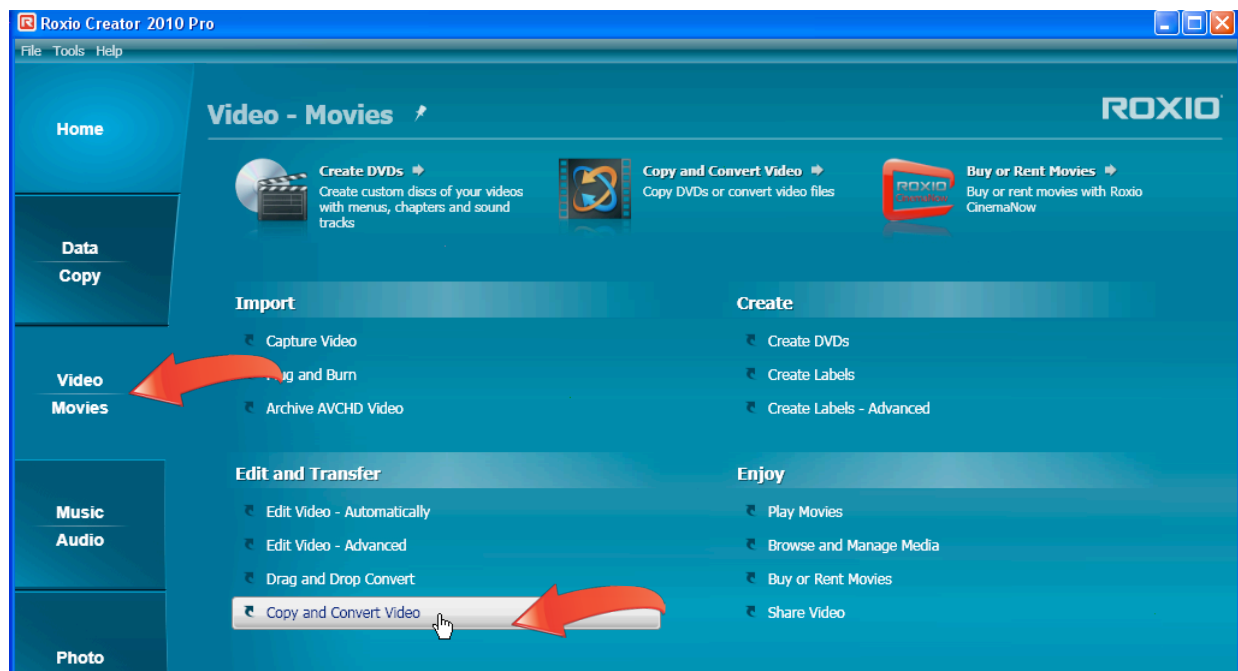 Roxio Creator 2010 Pro
File Tools Help
Home
Data
Copy
Video
Movies
Music
Audio
Photo
Video - Movies
ROXIO
Create DVDs
Create custom discs of your videos
with menus, chapters and sound
tracks
Copy and Convert Video
Copy DVDs or convert video files
ROXIO
CinemaNow
Buy or Rent Movies
Buy or rent movies with Roxio
CinemaNow
Import
Capture Video
and Burn
Archive AVCHD Video
Create
Create DVDs
Create Labels
Create Labels - Advanced
Edit and Transfer
Edit Video - Automatically
Edit Video - Advanced
Drag and Drop Convert
Copy and Convert Video
Enjoy
Play Movies
Browse and Manage Media
Buy or Rent Movies
Share Video